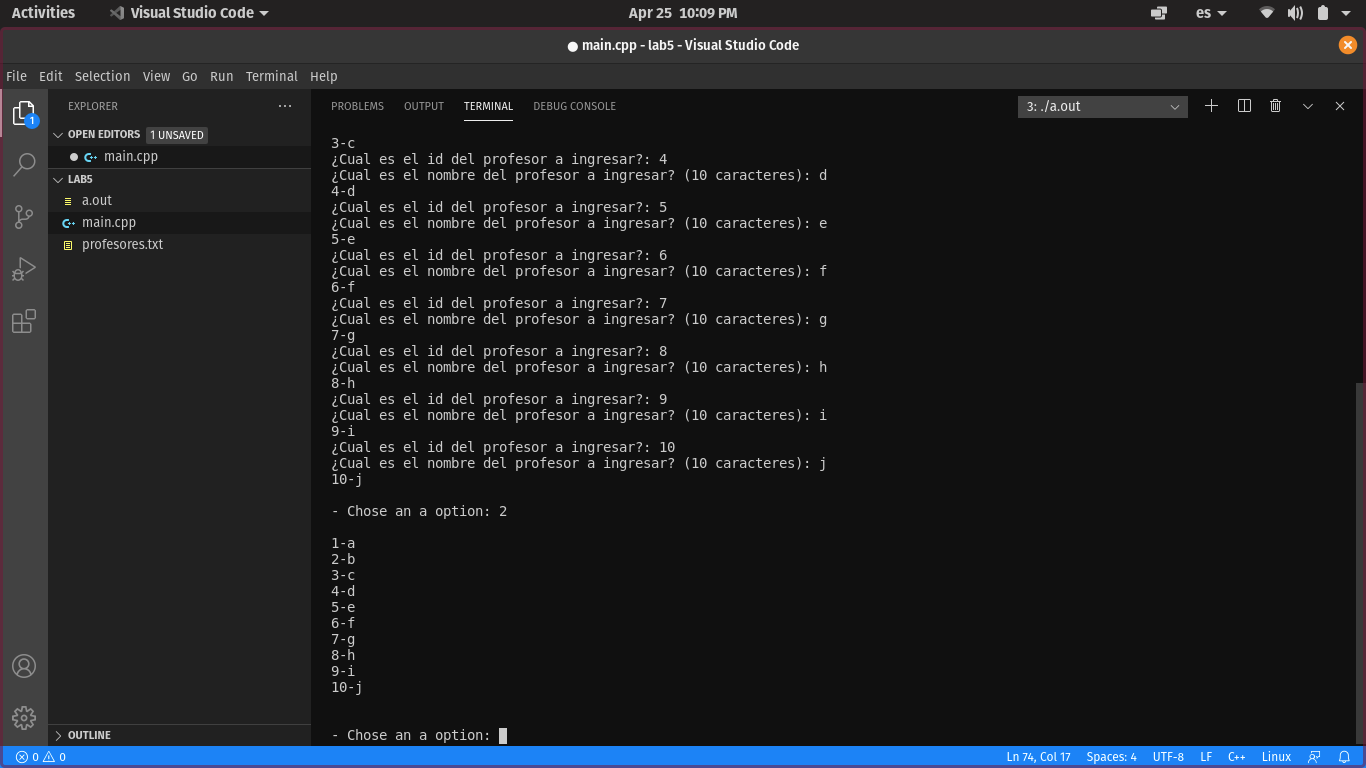 Activities
Visual Studio Code
Apr 25 10:09 PM
es
● main.cpp - lab5 - Visual Studio Code
File Edit Selection View Go Run Terminal Help
EXPLORER
OPEN EDITORS 1 UNSAVED
main.cpp
LAB5
a.out
main.cpp
profesores.txt
OUTLINE
1
PROBLEMS OUTPUT TERMINAL DEBUG CONSOLE
3: ./a.out
3-c
¿Cual es el id del profesor a ingresar?: 4
¿Cual es el nombre del profesor a ingresar? (10 caracteres): d
4-d
¿Cual es el id del profesor a ingresar?: 5
¿Cual es el nombre del profesor a ingresar? (10 caracteres): e
5-e
¿Cual es el id del profesor a ingresar?: 6
¿Cual es el nombre del profesor a ingresar? (10 caracteres): f
6-f
¿Cual es el id del profesor a ingresar?: 7
¿Cual es el nombre del profesor a ingresar? (10 caracteres): g
7-g
¿Cual es el id del profesor a ingresar?: 8
¿Cual es el nombre del profesor a ingresar? (10 caracteres): h
8-h
¿Cual es el id del profesor a ingresar?: 9
¿Cual es el nombre del profesor a ingresar? (10 caracteres): i
9-i
¿Cual es el id del profesor a ingresar?: 10
¿Cual es el nombre del profesor a ingresar? (10 caracteres): j
10-j
- Chose an a option: 2
1-a
2-b
3-c
4-d
5-e
6-f
7-g
8-h
9-i
10-j
- Chose an a option:
0 0
Ln 74, Col 17 Spaces: 4 UTF-8 LF C++ Linux